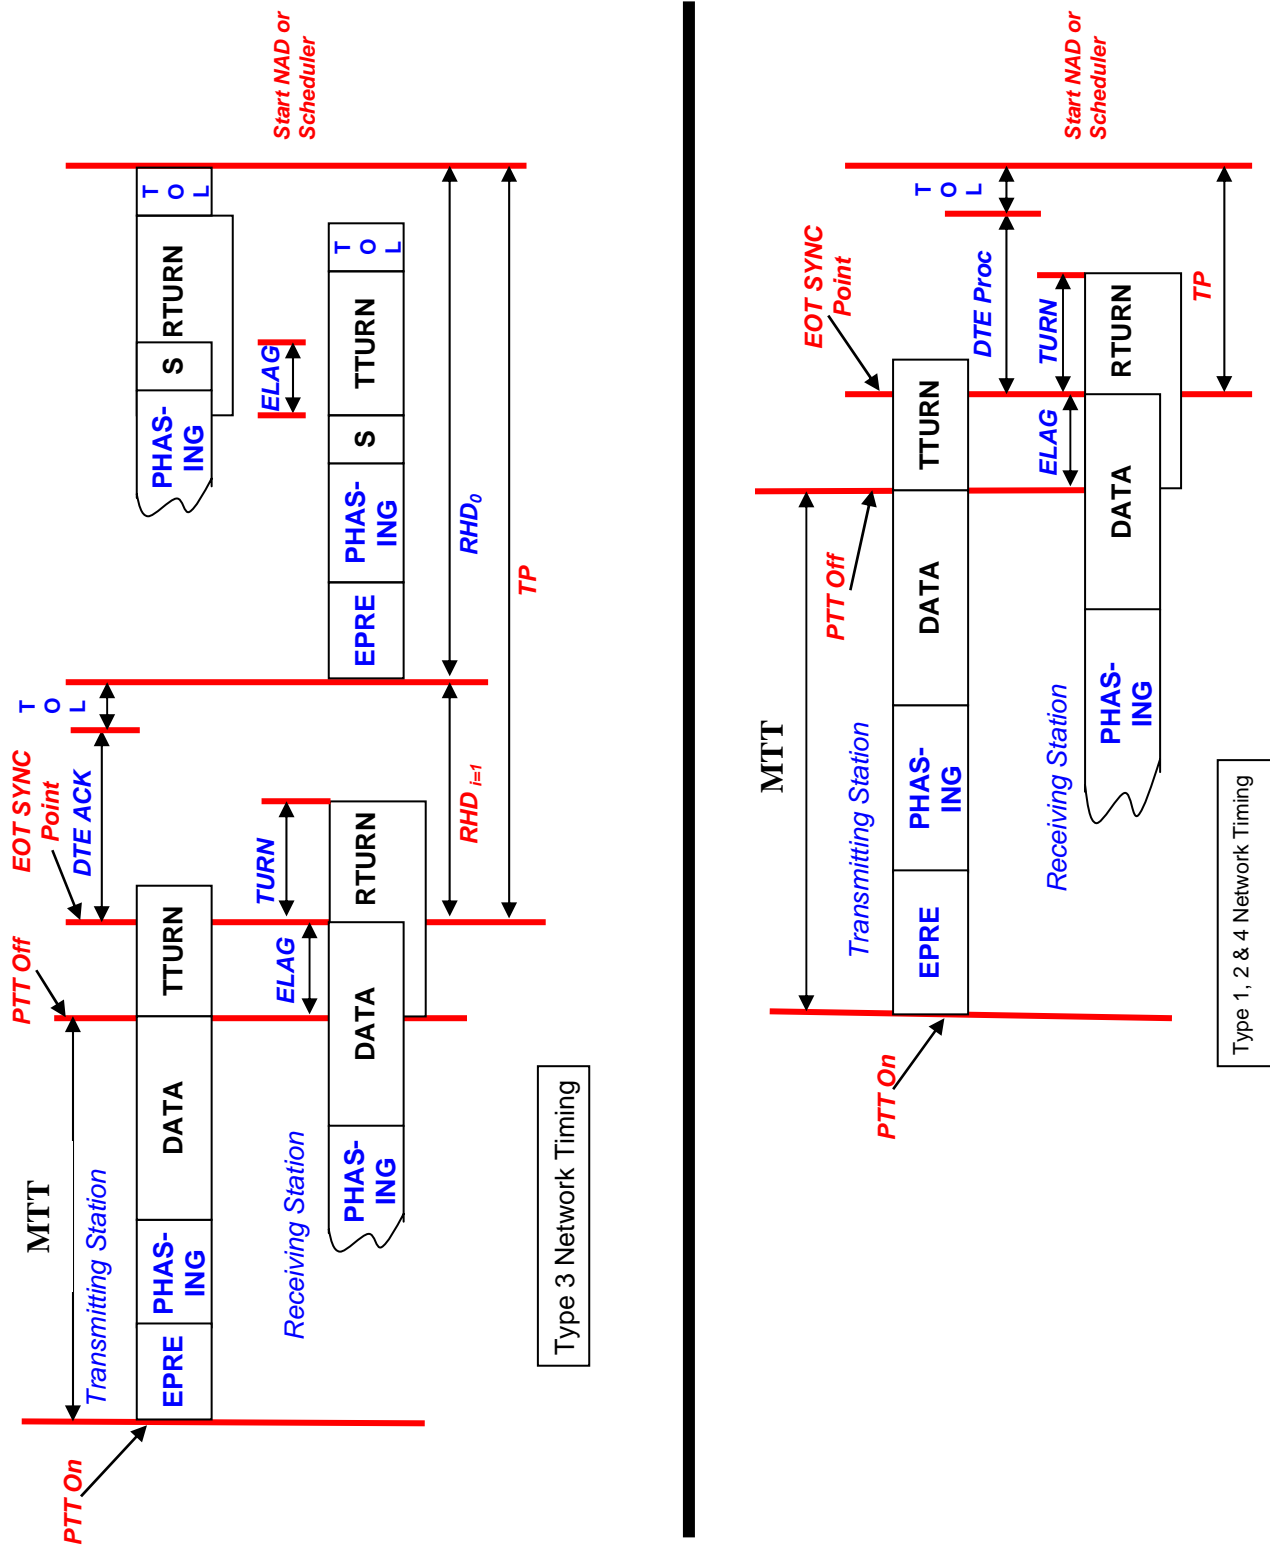 MTT
PTT On
Transmitting Station
EPRE
PHAS-
ING
DATA
TTURN
PTT Off
EOT SYNC
Point
DTE ACK
T
O
L
PHAS-
ING
S
RTURN
T
O
L
Start NAD or
Scheduler
Receiving Station
PHAS-
ING
DATA
RTURN
ELAG
TURN
EPRE
PHAS-
ING
S
TTURN
T
O
L
ELAG
RHD i=1
RHD0
TP
Type 3 Network Timing
MTT
PTT On
Transmitting Station
EPRE
PHAS-
ING
DATA
TTURN
PTT Off
EOT SYNC
Point
DTE Proc
T
O
L
Start NAD or
Scheduler
Receiving Station
PHAS-
ING
DATA
RTURN
ELAG
TURN
TP
Type 1, 2 & 4 Network Timing